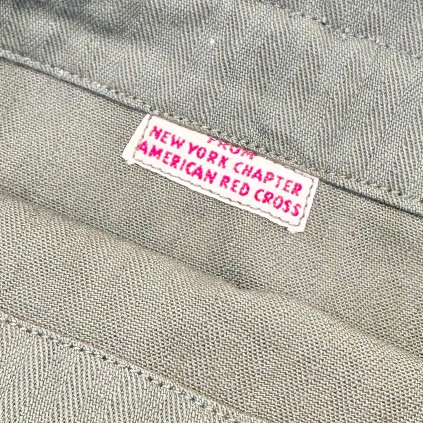 FROM
NEW YORK CHAPTER
AMERICAN RED CROSS